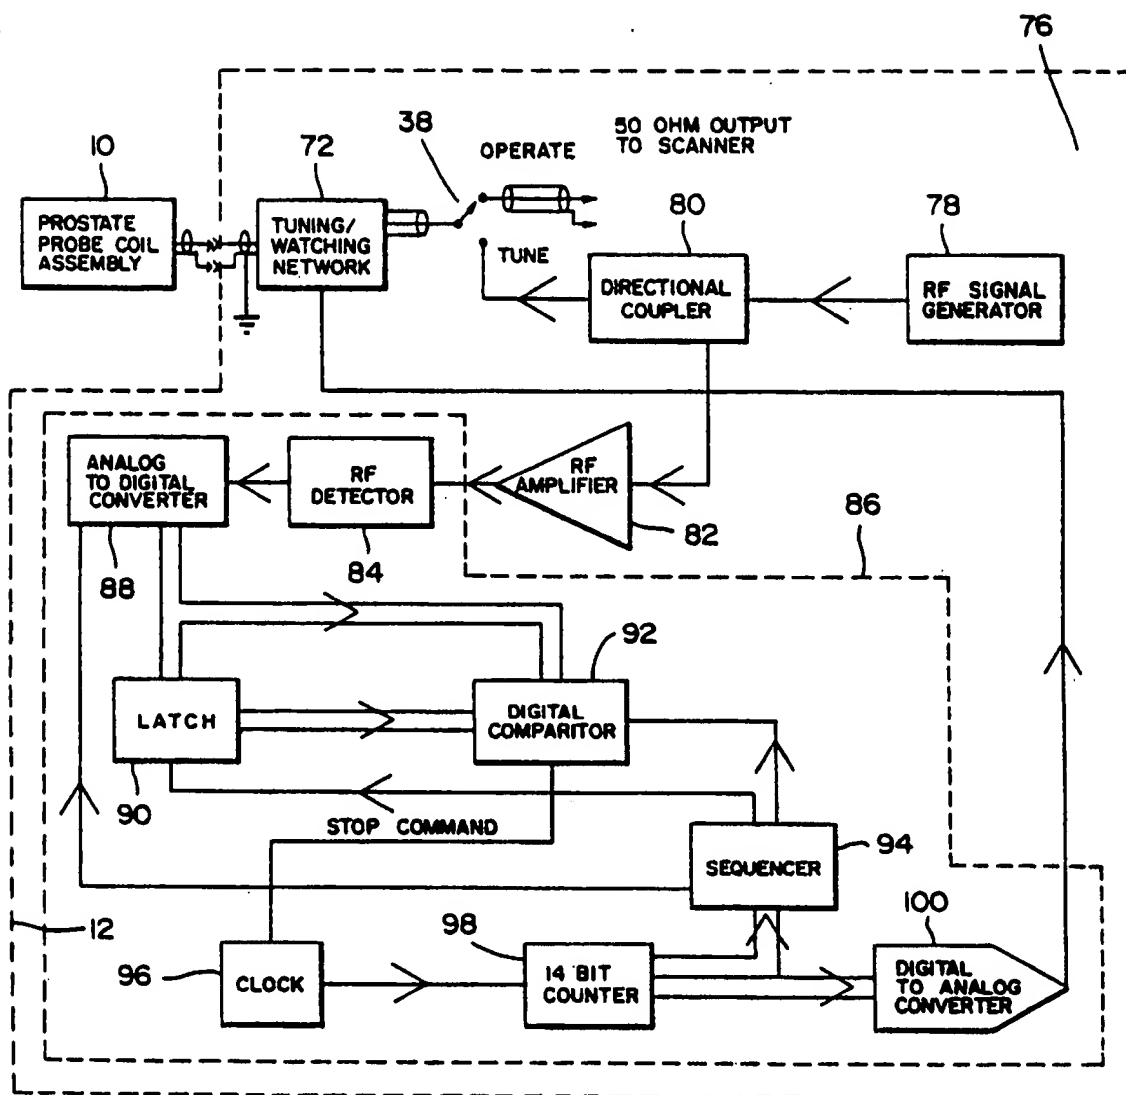 76
38
50 OHM OUTPUT
TO SCANNER
10
72
OPERATE
80
78
PROSTATE
PROBE COIL
ASSEMBLY
TUNING/
WATCHING
NETWORK
TUNE
DIRECTIONAL
COUPLER
RF SIGNAL
GENERATOR
ANALOG
TO DIGITAL
CONVERTER
RF
DETECTOR
RF
AMPLIFIER
82
86
88
84
92
LATCH
DIGITAL
COMPARITOR
90
STOP COMMAND
94
SEQUENCER
12
98
100
96
CLOCK
14 BIT
COUNTER
DIGITAL
TO ANALOG
CONVERTER